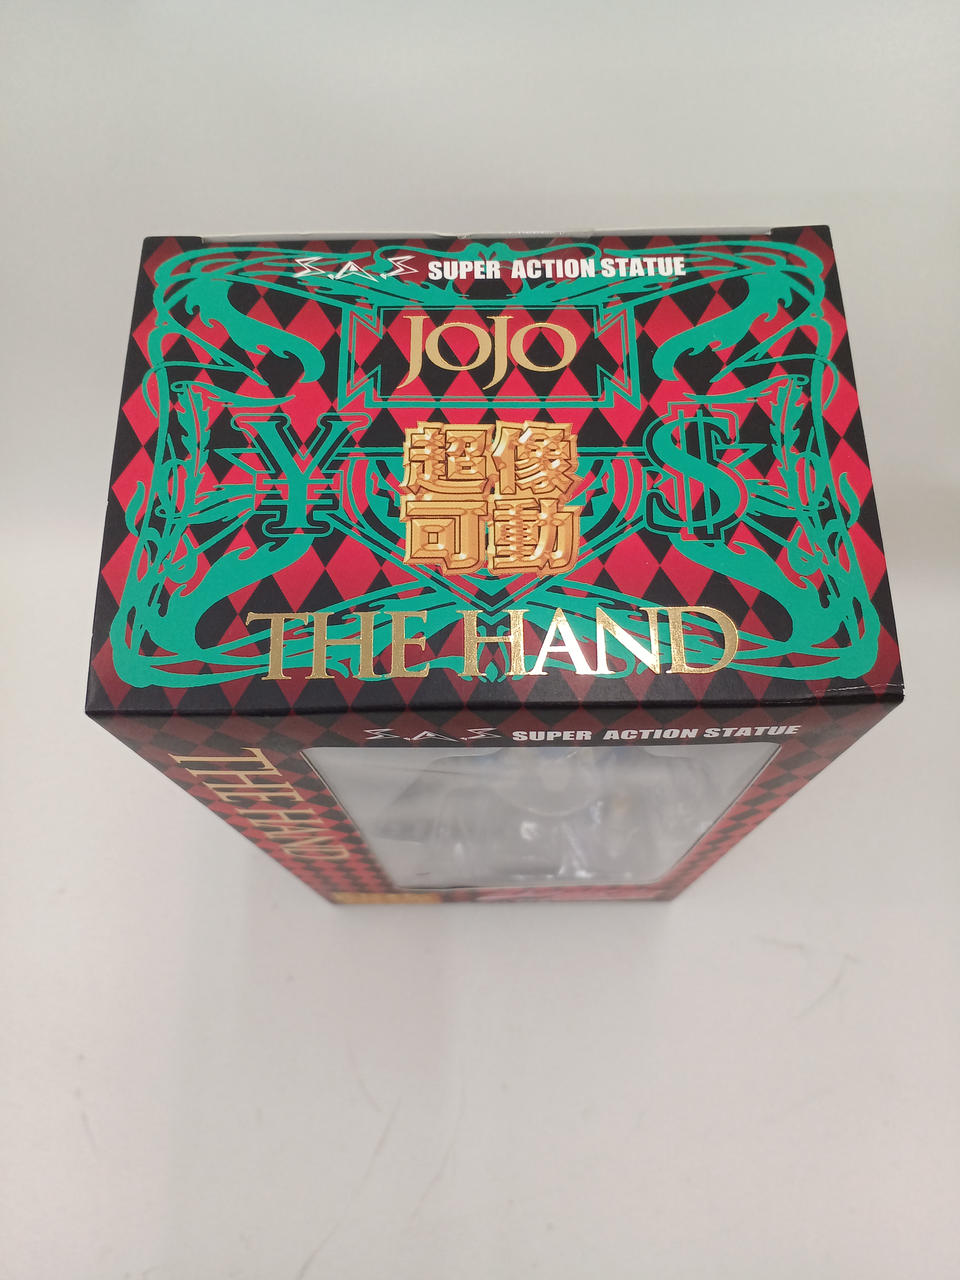 S.A.S SUPER ACTION STATUE
JOJO
超像
可動
¥ $
THE HAND
S.A.S SUPER ACTION STATUE
THE HAND